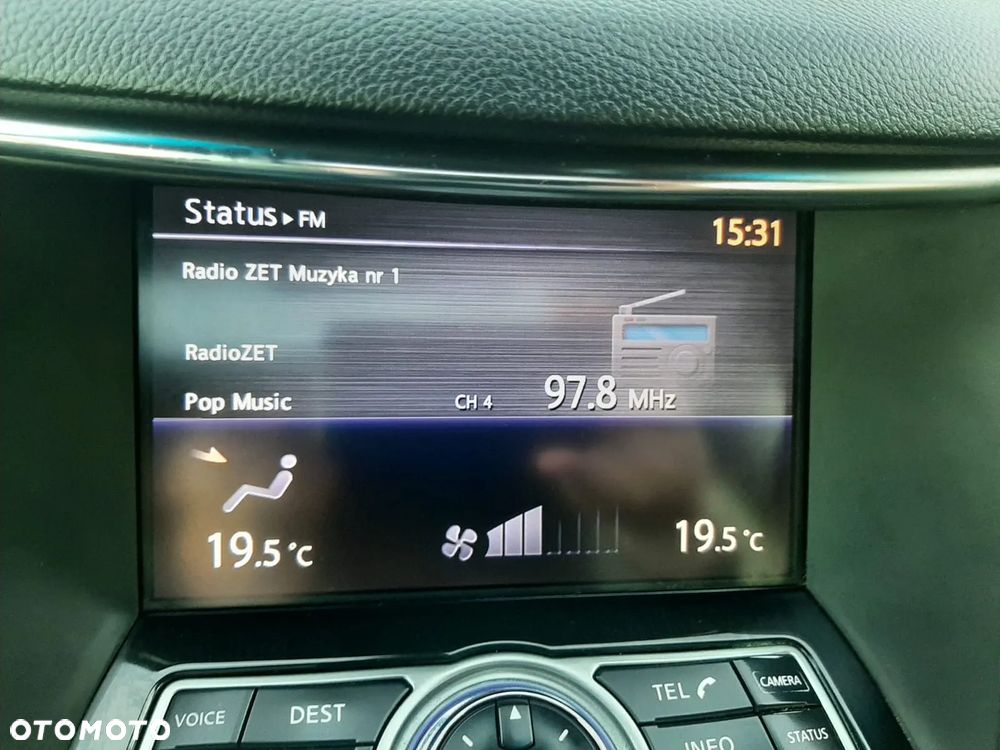 Status▸FM
15:31
Radio ZET Muzyka nr 1
RadioZET
Pop Music CH 4 97.8 MHz
19.5°C 19.5°C
VOICE DEST TEL CAMERA
INFO STATUS
OTOMOTO